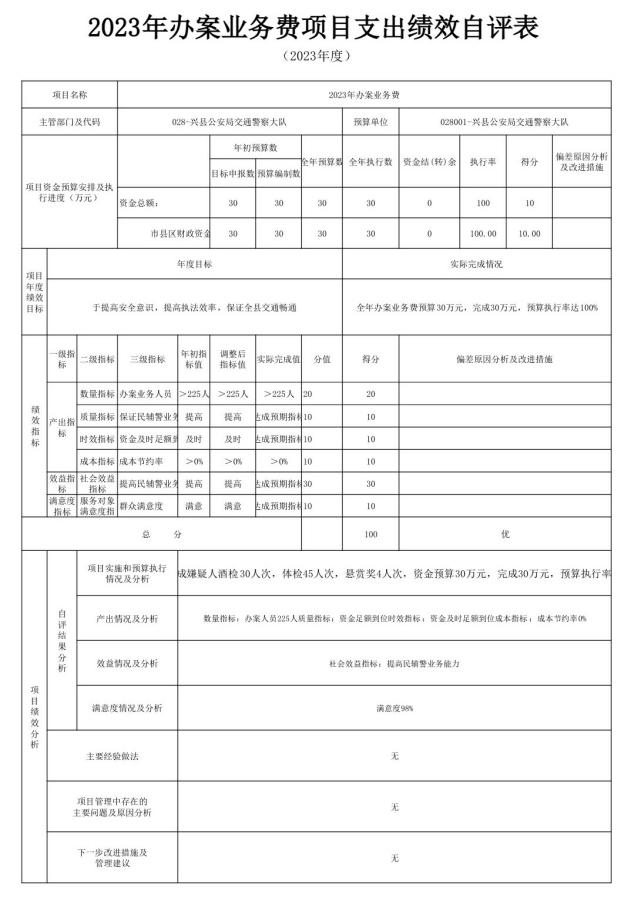 2023年办案业务费项目支出绩效自评表
（2023年度）
项目名称 2023年办案业务费
主管部门及代码 028-兴县公安局交通警察大队 预算单位 028001-兴县公安局交通警察大队
项目资金预算安排及执行进度（万元） 年初预算数 全年预算数 全年执行数 资金结(转)余 执行率 得分 偏差原因分析及改进措施
目标申报数 预算编制数
资金总额： 30 30 30 30 0 100 10
市县区财政资金 30 30 30 30 0 100.00 10.00
项目年度绩效目标 年度目标 实际完成情况
于提高安全意识，提高执法效率，保证全县交通畅通 全年办案业务费预算30万元，完成30万元，预算执行率达100%
绩效指标 一级指标 二级指标 三级指标 年初指标值 调整后指标值 实际完成值 分值 得分 偏差原因分析及改进措施
产出指标 数量指标 办案业务人员 ＞225人 ＞225人 ＞225人 20 20
质量指标 保证民辅警业务 提高 提高 达成预期指标 10 10
时效指标 资金及时足额到 及时 及时 达成预期指标 10 10
成本指标 成本节约率 ＞0% ＞0% ＞0% 10 10
效益指标 社会效益指标 提高民辅警业务 提高 提高 达成预期指标 30 30
满意度指标 服务对象满意度指 群众满意度 满意 满意 达成预期指标 10 10
总 分 100 优
项目绩效分析 自评结果分析 项目实施和预算执行情况及分析 成嫌疑人酒检30人次，体检45人次，悬赏奖4人次，资金预算30万元，完成30万元，预算执行率
产出情况及分析 数量指标：办案人员225人质量指标：资金足额到位时效指标：资金及时足额到位成本指标：成本节约率0%
效益情况及分析 社会效益指标：提高民辅警业务能力
满意度情况及分析 满意度98%
主要经验做法 无
项目管理中存在的主要问题及原因分析 无
下一步改进措施及管理建议 无